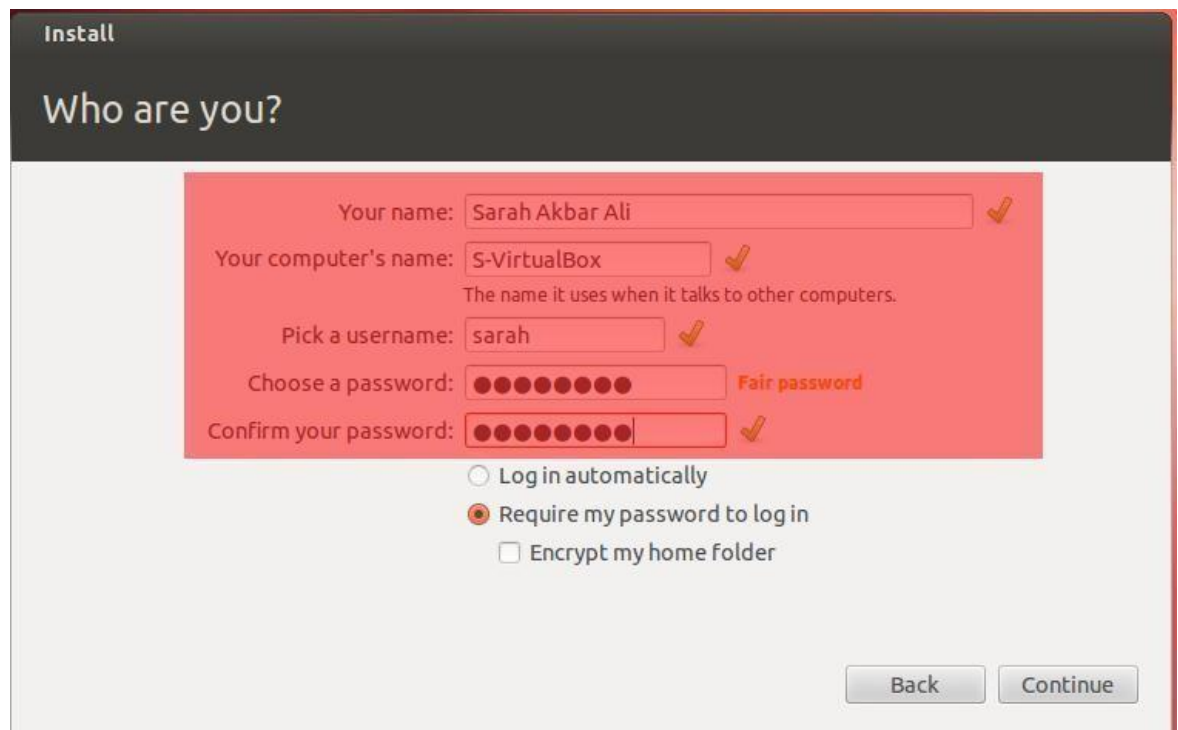 Install
Who are you?
Your name: Sarah Akbar Ali
Your computer's name: S-VirtualBox
The name it uses when it talks to other computers.
Pick a username: sarah
Choose a password: ●●●●●●●● Fair password
Confirm your password: ●●●●●●●●
Log in automatically
Require my password to log in
Encrypt my home folder
Back Continue